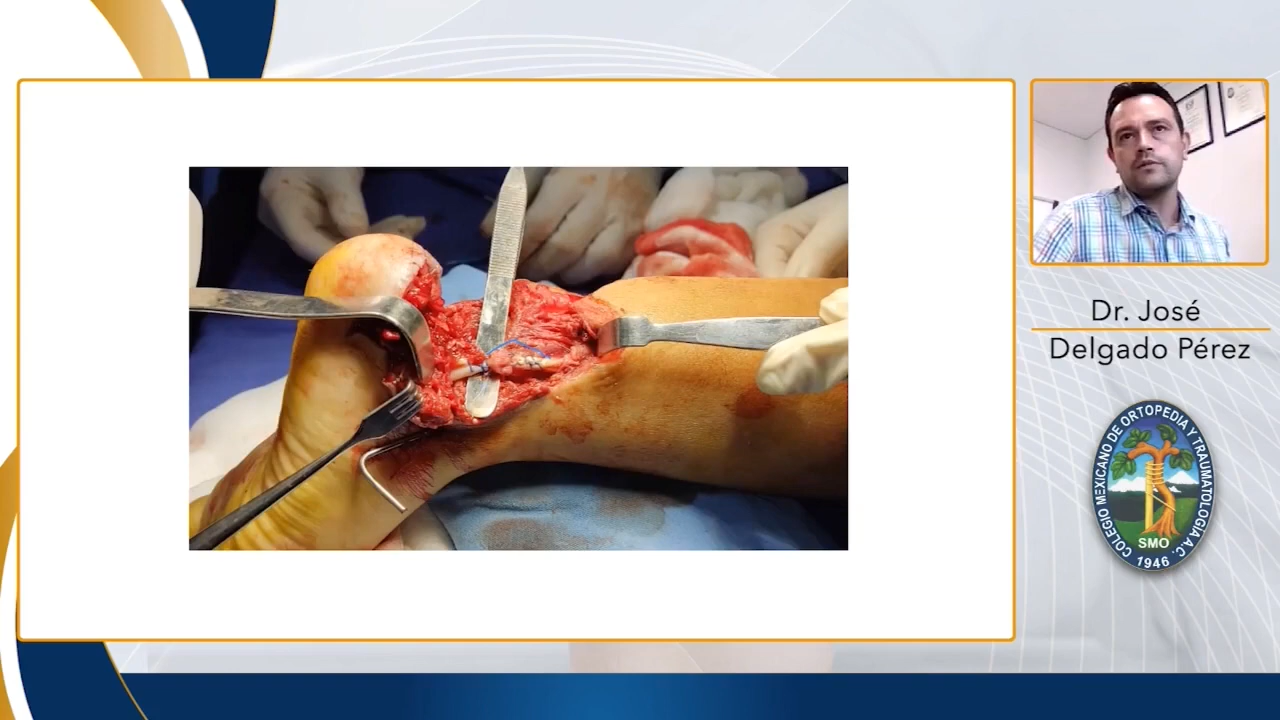 Dr. José
Delgado Pérez
COLEGIO MEXICANO DE ORTOPEDIA Y TRAUMATOLOGIA A.C.
SMO
1946